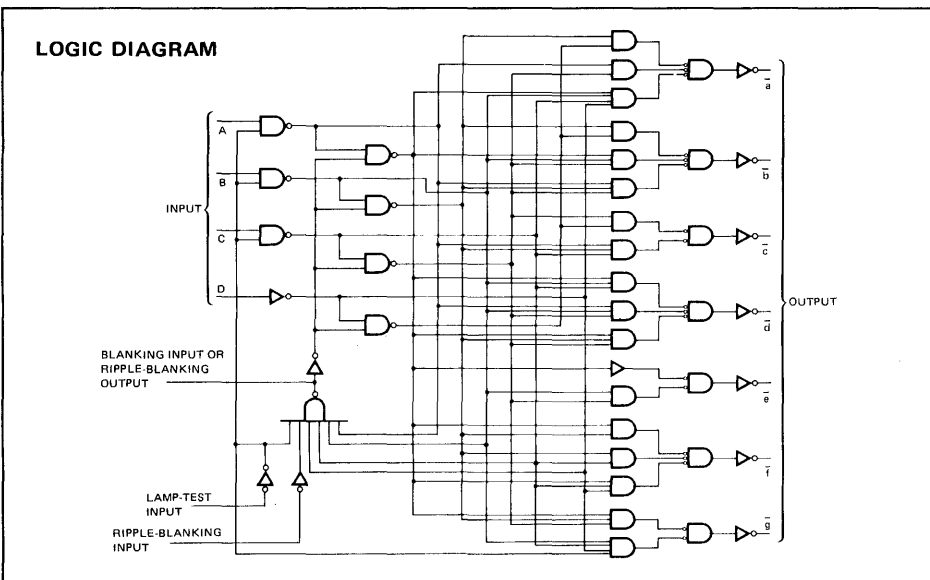 LOGIC DIAGRAM
A
B
INPUT
C
D
BLANKING INPUT OR
RIPPLE-BLANKING
OUTPUT
LAMP-TEST
INPUT
RIPPLE-BLANKING
INPUT
a
b
c
d
e
f
g
OUTPUT